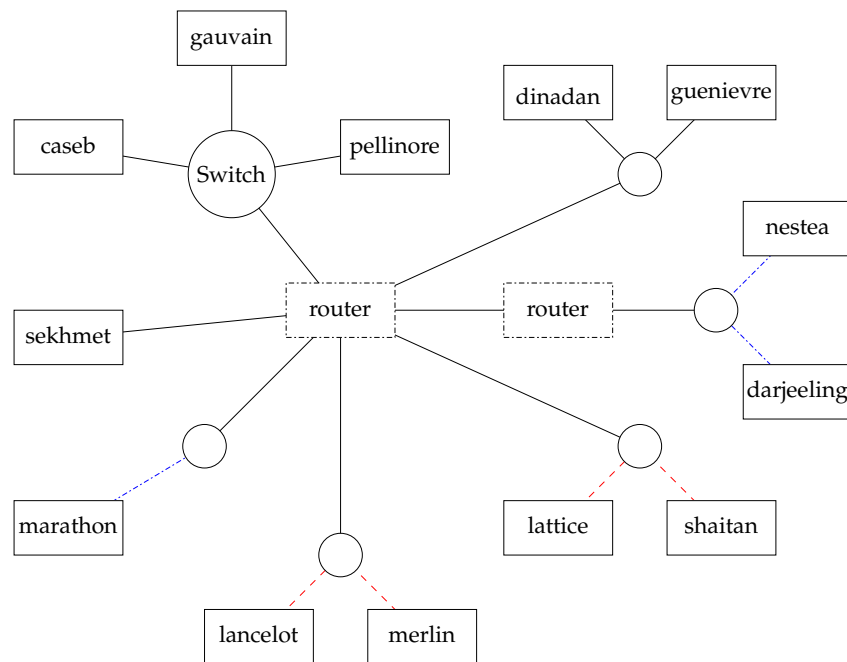 gauvain
dinadan
guenievre
caseb
pellinore
Switch
nestea
router
router
sekhmet
darjeeling
marathon
lattice
shaitan
lancelot
merlin